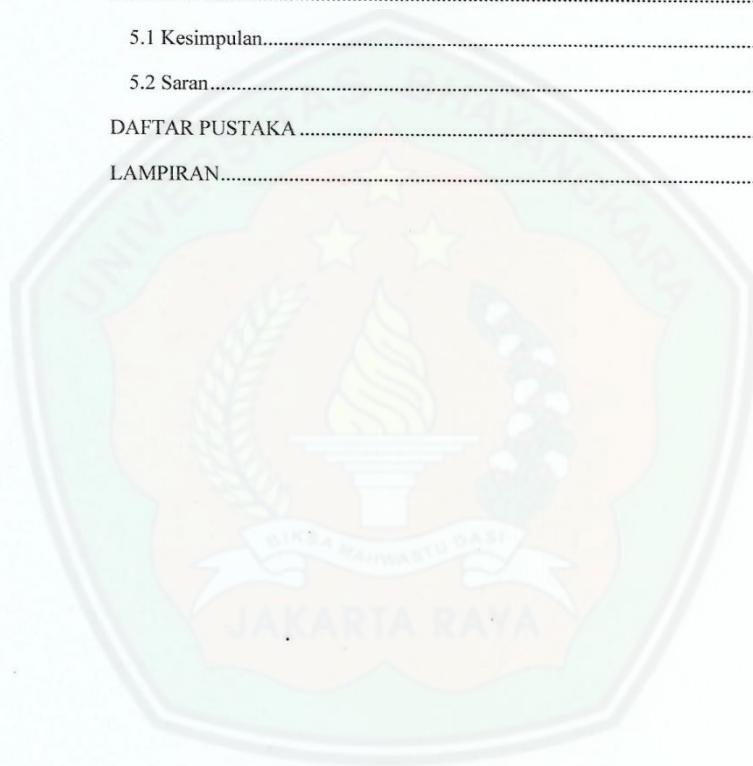 5.1 Kesimpulan..........................................................................
5.2 Saran..........................................................................
DAFTAR PUSTAKA..........................................................................
LAMPIRAN..........................................................................
UNIVERSITAS BHAYANGKARA
BIKSA MAHWASTU DASI
JAKARTA RAYA